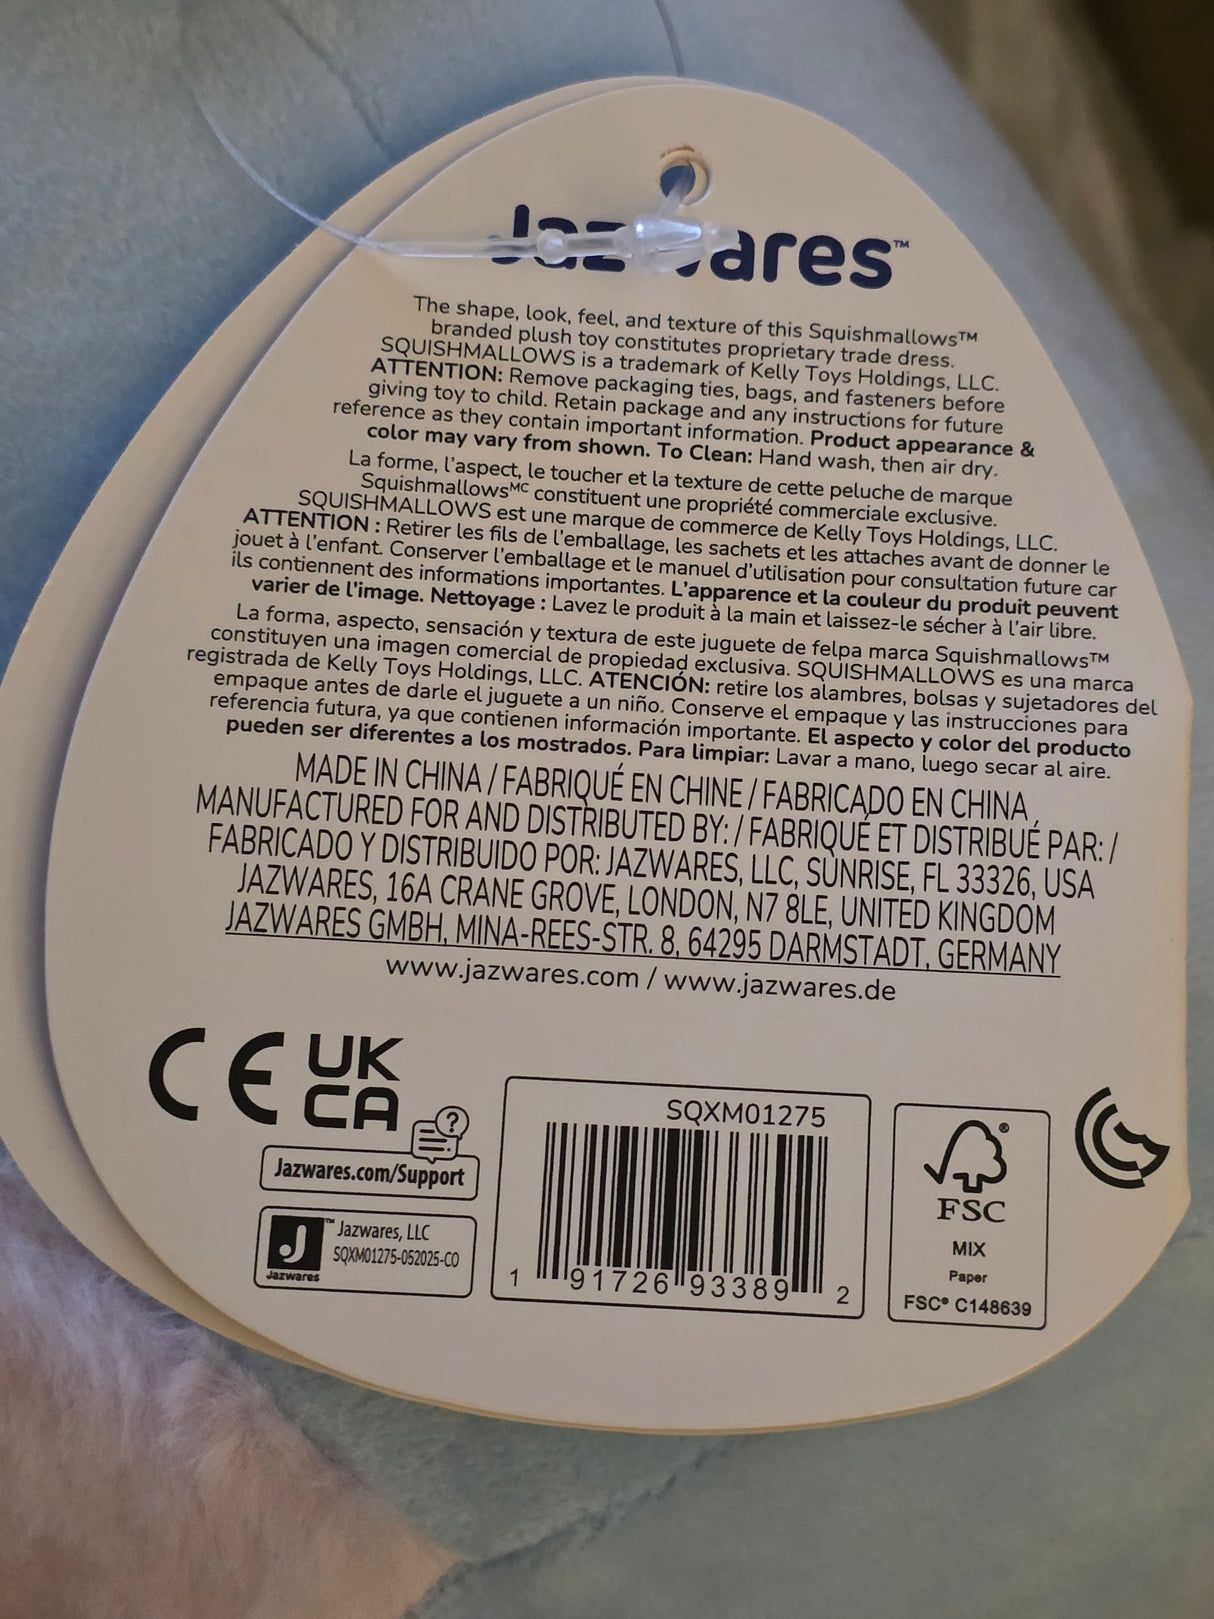 Jazwares™
The shape, look, feel, and texture of this Squishmallows™
branded plush toy constitutes proprietary trade dress.
SQUISHMALLOWS is a trademark of Kelly Toys Holdings, LLC.
ATTENTION: Remove packaging ties, bags, and fasteners before
giving toy to child. Retain package and any instructions for future
reference as they contain important information. Product appearance &
color may vary from shown. To Clean: Hand wash, then air dry.
La forme, l'aspect, le toucher et la texture de cette peluche de marque
Squishmallowsᴹᶜ constituent une propriété commerciale exclusive.
SQUISHMALLOWS est une marque de commerce de Kelly Toys Holdings, LLC.
ATTENTION : Retirer les fils de l'emballage, les sachets et les attaches avant de donner le
jouet à l'enfant. Conserver l'emballage et le manuel d'utilisation pour consultation future car
ils contiennent des informations importantes. L'apparence et la couleur du produit peuvent
varier de l'image. Nettoyage : Lavez le produit à la main et laissez-le sécher à l'air libre.
La forma, aspecto, sensación y textura de este juguete de felpa marca Squishmallows™
constituyen una imagen comercial de propiedad exclusiva. SQUISHMALLOWS es una marca
registrada de Kelly Toys Holdings, LLC. ATENCIÓN: retire los alambres, bolsas y sujetadores del
empaque antes de darle el juguete a un niño. Conserve el empaque y las instrucciones para
referencia futura, ya que contienen información importante. El aspecto y color del producto
pueden ser diferentes a los mostrados. Para limpiar: Lavar a mano, luego secar al aire.
MADE IN CHINA / FABRIQUÉ EN CHINE / FABRICADO EN CHINA
MANUFACTURED FOR AND DISTRIBUTED BY: / FABRIQUÉ ET DISTRIBUÉ PAR: /
FABRICADO Y DISTRIBUIDO POR: JAZWARES, LLC, SUNRISE, FL 33326, USA
JAZWARES, 16A CRANE GROVE, LONDON, N7 8LE, UNITED KINGDOM
JAZWARES GMBH, MINA-REES-STR. 8, 64295 DARMSTADT, GERMANY
www.jazwares.com / www.jazwares.de
CE UK
CA
Jazwares.com/Support
J™
Jazwares
Jazwares, LLC
SQXM01275-052025-CO
SQXM01275
1 91726 93389 2
FSC®
MIX
Paper
FSC® C148639